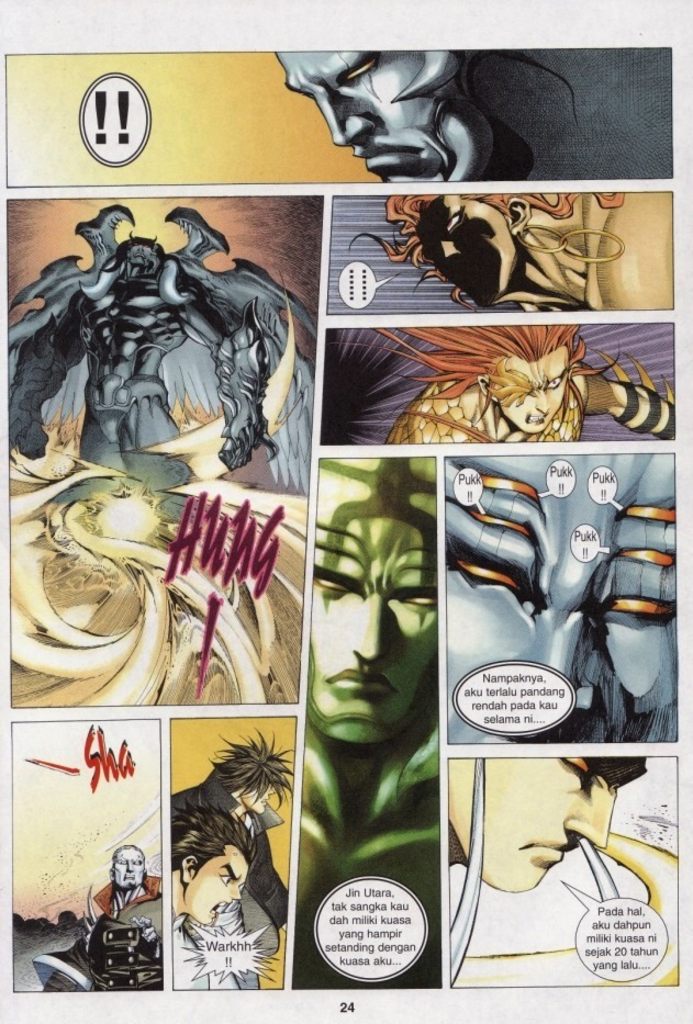 !!
......
HUNG
!
Pukk
!!
Pukk
!!
Pukk
!!
Pukk
!!
Nampaknya,
aku terlalu pandang
rendah pada kau
selama ni....
Sha
Warkhh
!!
Jin Utara,
tak sangka kau
dah miliki kuasa
yang hampir
setanding dengan
kuasa aku...
Pada hal,
aku dahpun
miliki kuasa ni
sejak 20 tahun
yang lalu....
24